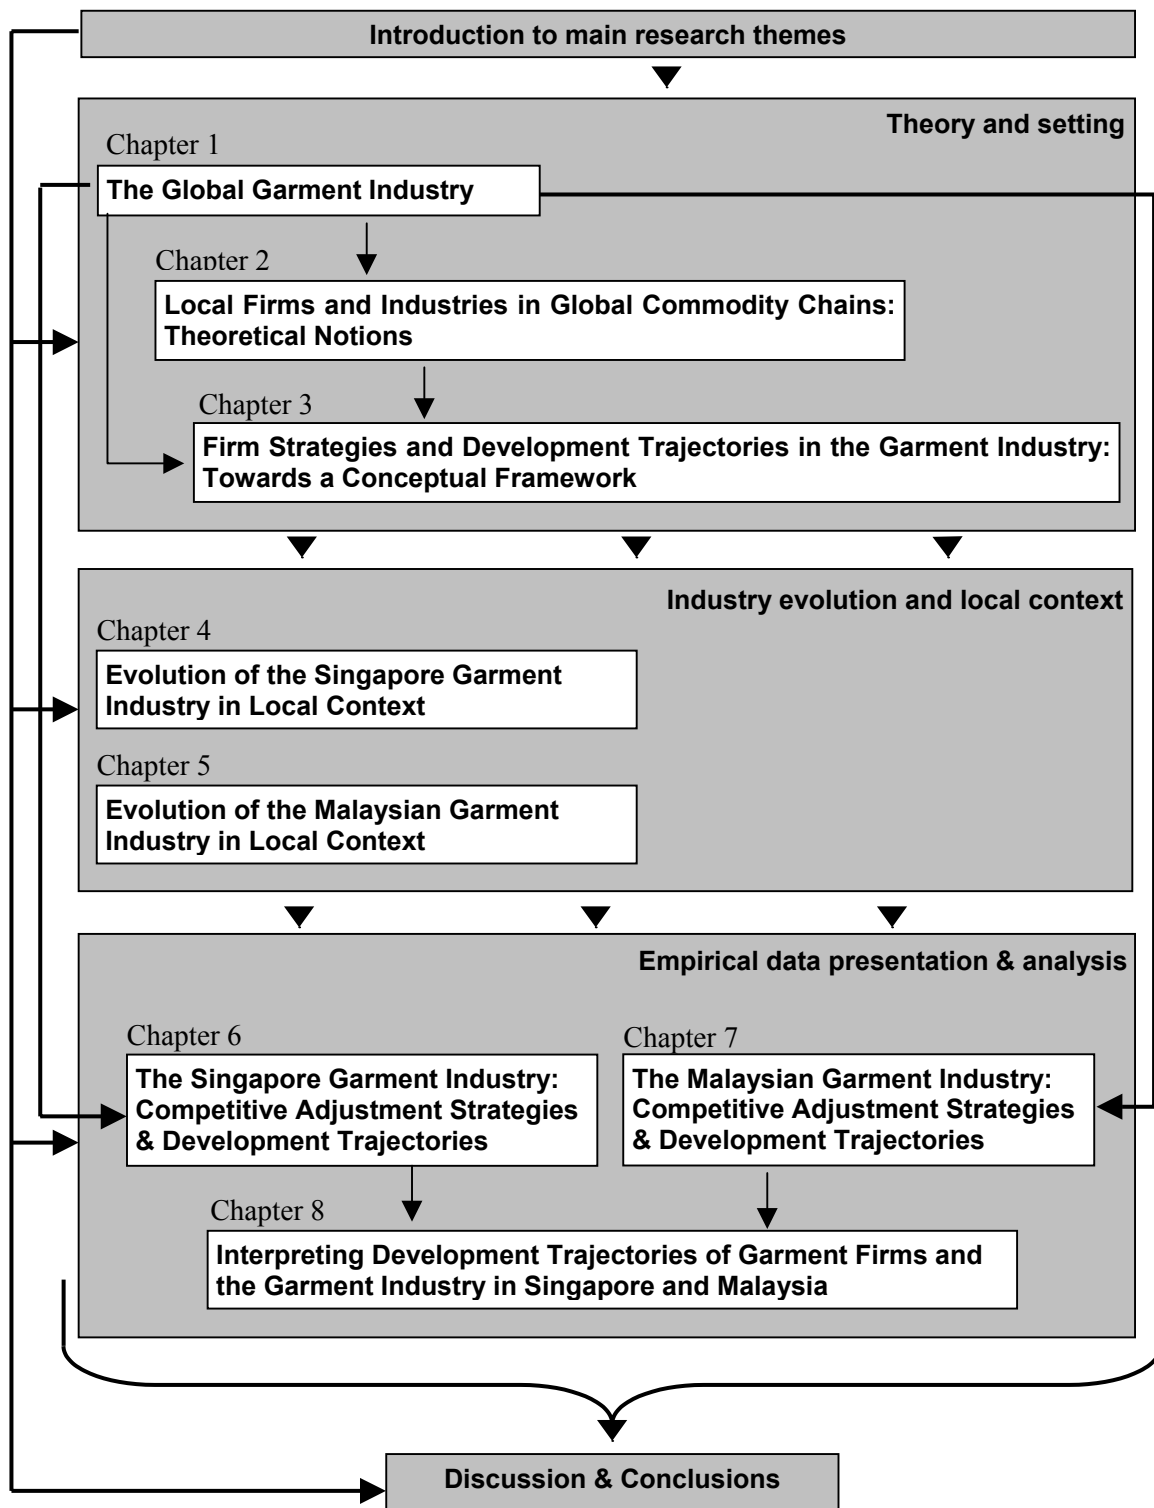 Introduction to main research themes
Theory and setting
Chapter 1
The Global Garment Industry
Chapter 2
Local Firms and Industries in Global Commodity Chains:
Theoretical Notions
Chapter 3
Firm Strategies and Development Trajectories in the Garment Industry:
Towards a Conceptual Framework
Industry evolution and local context
Chapter 4
Evolution of the Singapore Garment
Industry in Local Context
Chapter 5
Evolution of the Malaysian Garment
Industry in Local Context
Empirical data presentation & analysis
Chapter 6
The Singapore Garment Industry:
Competitive Adjustment Strategies
& Development Trajectories
Chapter 7
The Malaysian Garment Industry:
Competitive Adjustment Strategies
& Development Trajectories
Chapter 8
Interpreting Development Trajectories of Garment Firms and
the Garment Industry in Singapore and Malaysia
Discussion & Conclusions